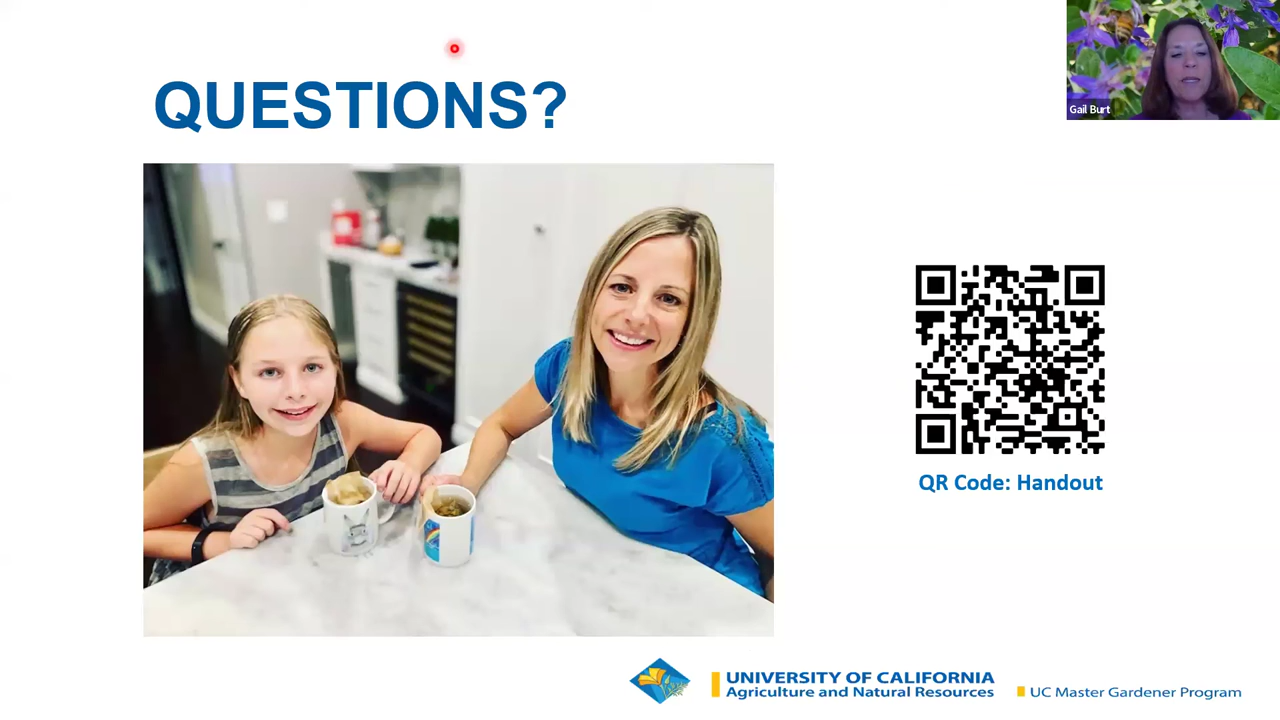 QUESTIONS?
Gail Burt
QR Code: Handout
UNIVERSITY OF CALIFORNIA
Agriculture and Natural Resources
UC Master Gardener Program